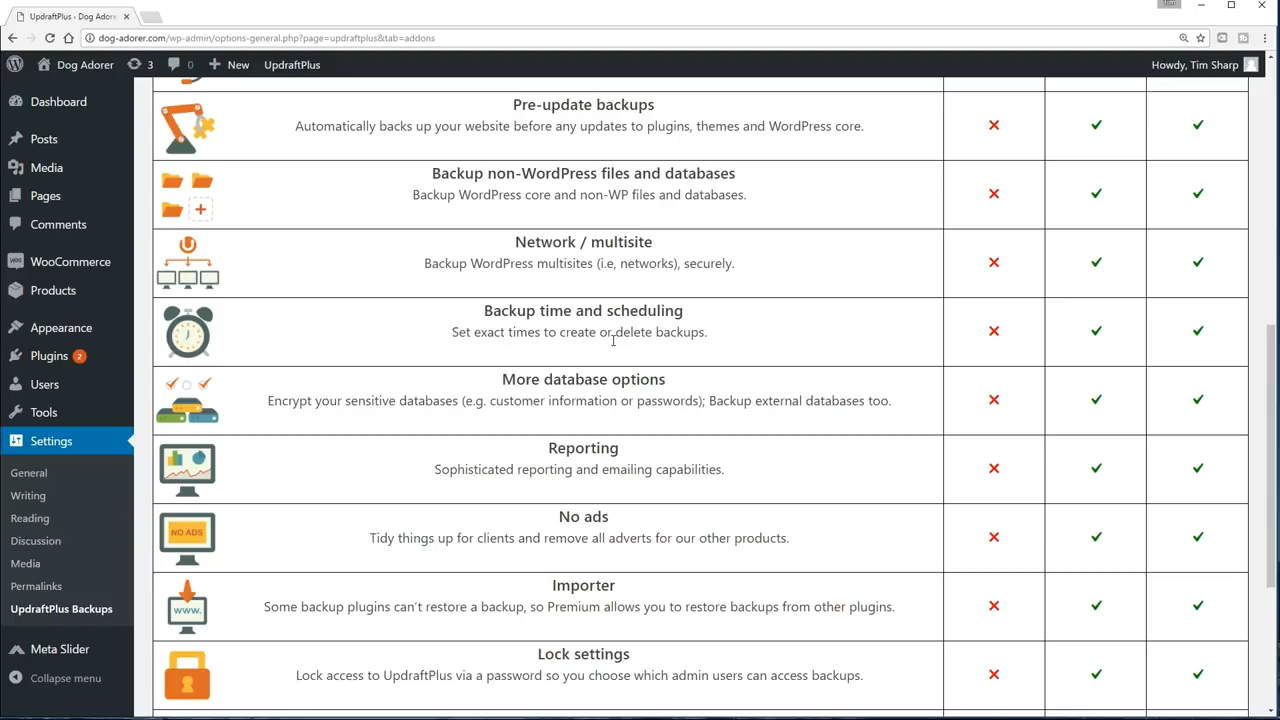 UpdraftPlus - Dog Adore
dog-adorer.com/wp-admin/options-general.php?page=updraftplus&tab=addons
Dog Adorer 3 0 New UpdraftPlus Howdy, Tim Sharp
Dashboard
Posts
Media
Pages
Comments
WooCommerce
Products
Appearance
Plugins 2
Users
Tools
Settings
General
Writing
Reading
Discussion
Media
Permalinks
UpdraftPlus Backups
Meta Slider
Collapse menu
Pre-update backups
Automatically backs up your website before any updates to plugins, themes and WordPress core.
Backup non-WordPress files and databases
Backup WordPress core and non-WP files and databases.
Network / multisite
Backup WordPress multisites (i.e, networks), securely.
Backup time and scheduling
Set exact times to create or delete backups.
More database options
Encrypt your sensitive databases (e.g. customer information or passwords); Backup external databases too.
Reporting
Sophisticated reporting and emailing capabilities.
NO ADS
No ads
Tidy things up for clients and remove all adverts for our other products.
www.
Importer
Some backup plugins can't restore a backup, so Premium allows you to restore backups from other plugins.
Lock settings
Lock access to UpdraftPlus via a password so you choose which admin users can access backups.